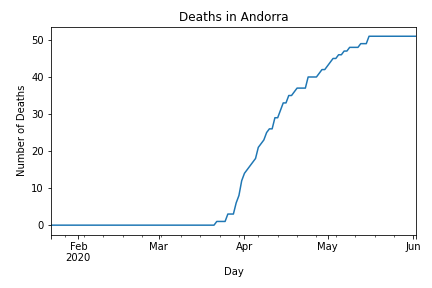 Deaths in Andorra
Number of Deaths
50
40
30
20
10
0
Feb
2020
Mar
Apr
May
Jun
Day